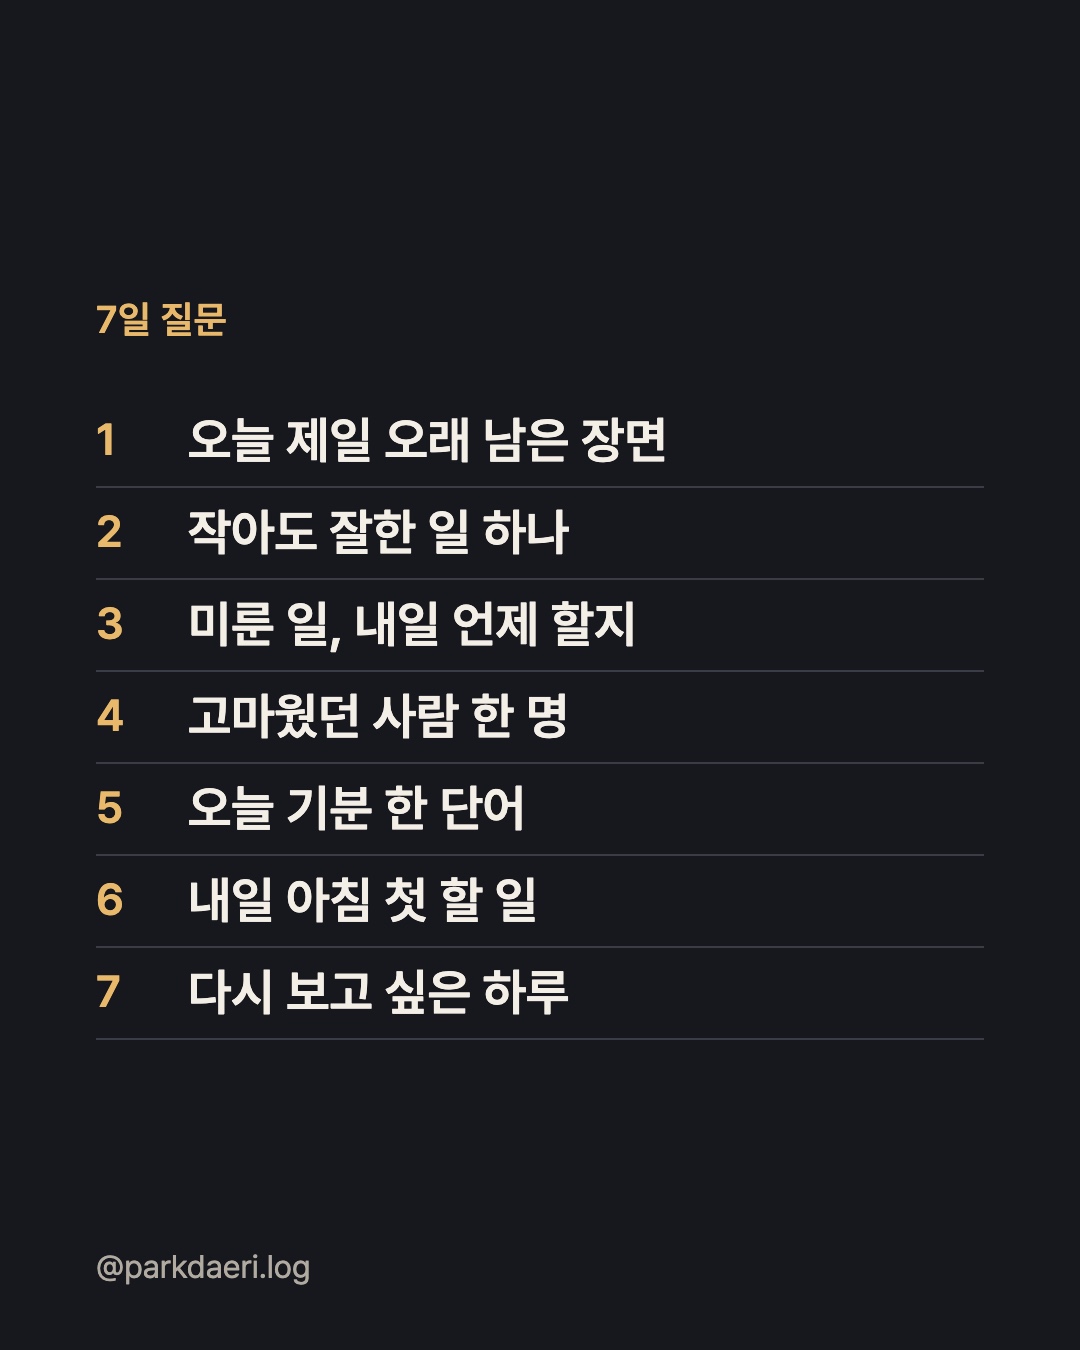 7일 질문
1 오늘 제일 오래 남은 장면
2 작아도 잘한 일 하나
3 미룬 일, 내일 언제 할지
4 고마웠던 사람 한 명
5 오늘 기분 한 단어
6 내일 아침 첫 할 일
7 다시 보고 싶은 하루
@parkdaeri.log